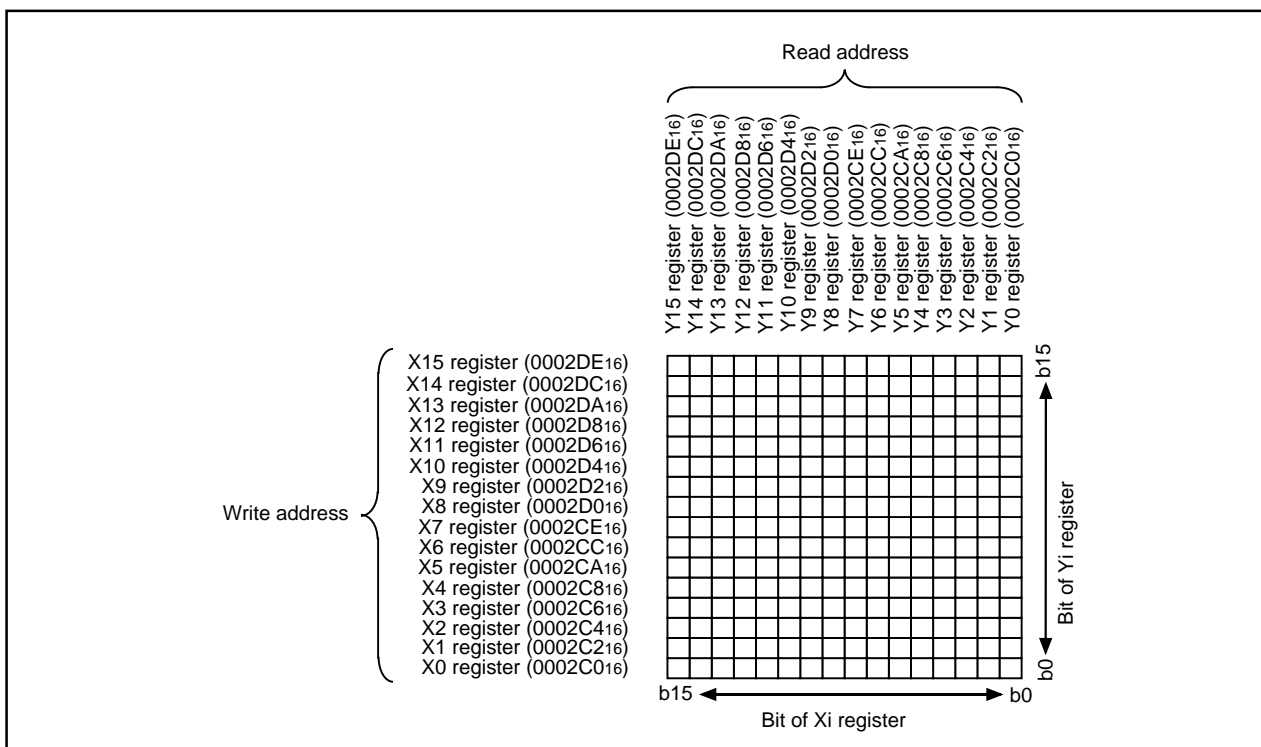 Read address
Y15 register (0002DE16)
Y14 register (0002DC16)
Y13 register (0002DA16)
Y12 register (0002D816)
Y11 register (0002D616)
Y10 register (0002D416)
Y9 register (0002D216)
Y8 register (0002D016)
Y7 register (0002CE16)
Y6 register (0002CC16)
Y5 register (0002CA16)
Y4 register (0002C816)
Y3 register (0002C616)
Y2 register (0002C416)
Y1 register (0002C216)
Y0 register (0002C016)
Write address
X15 register (0002DE16)
X14 register (0002DC16)
X13 register (0002DA16)
X12 register (0002D816)
X11 register (0002D616)
X10 register (0002D416)
X9 register (0002D216)
X8 register (0002D016)
X7 register (0002CE16)
X6 register (0002CC16)
X5 register (0002CA16)
X4 register (0002C816)
X3 register (0002C616)
X2 register (0002C416)
X1 register (0002C216)
X0 register (0002C016)
b15
Bit of Yi register
b0
b15
b0
Bit of Xi register